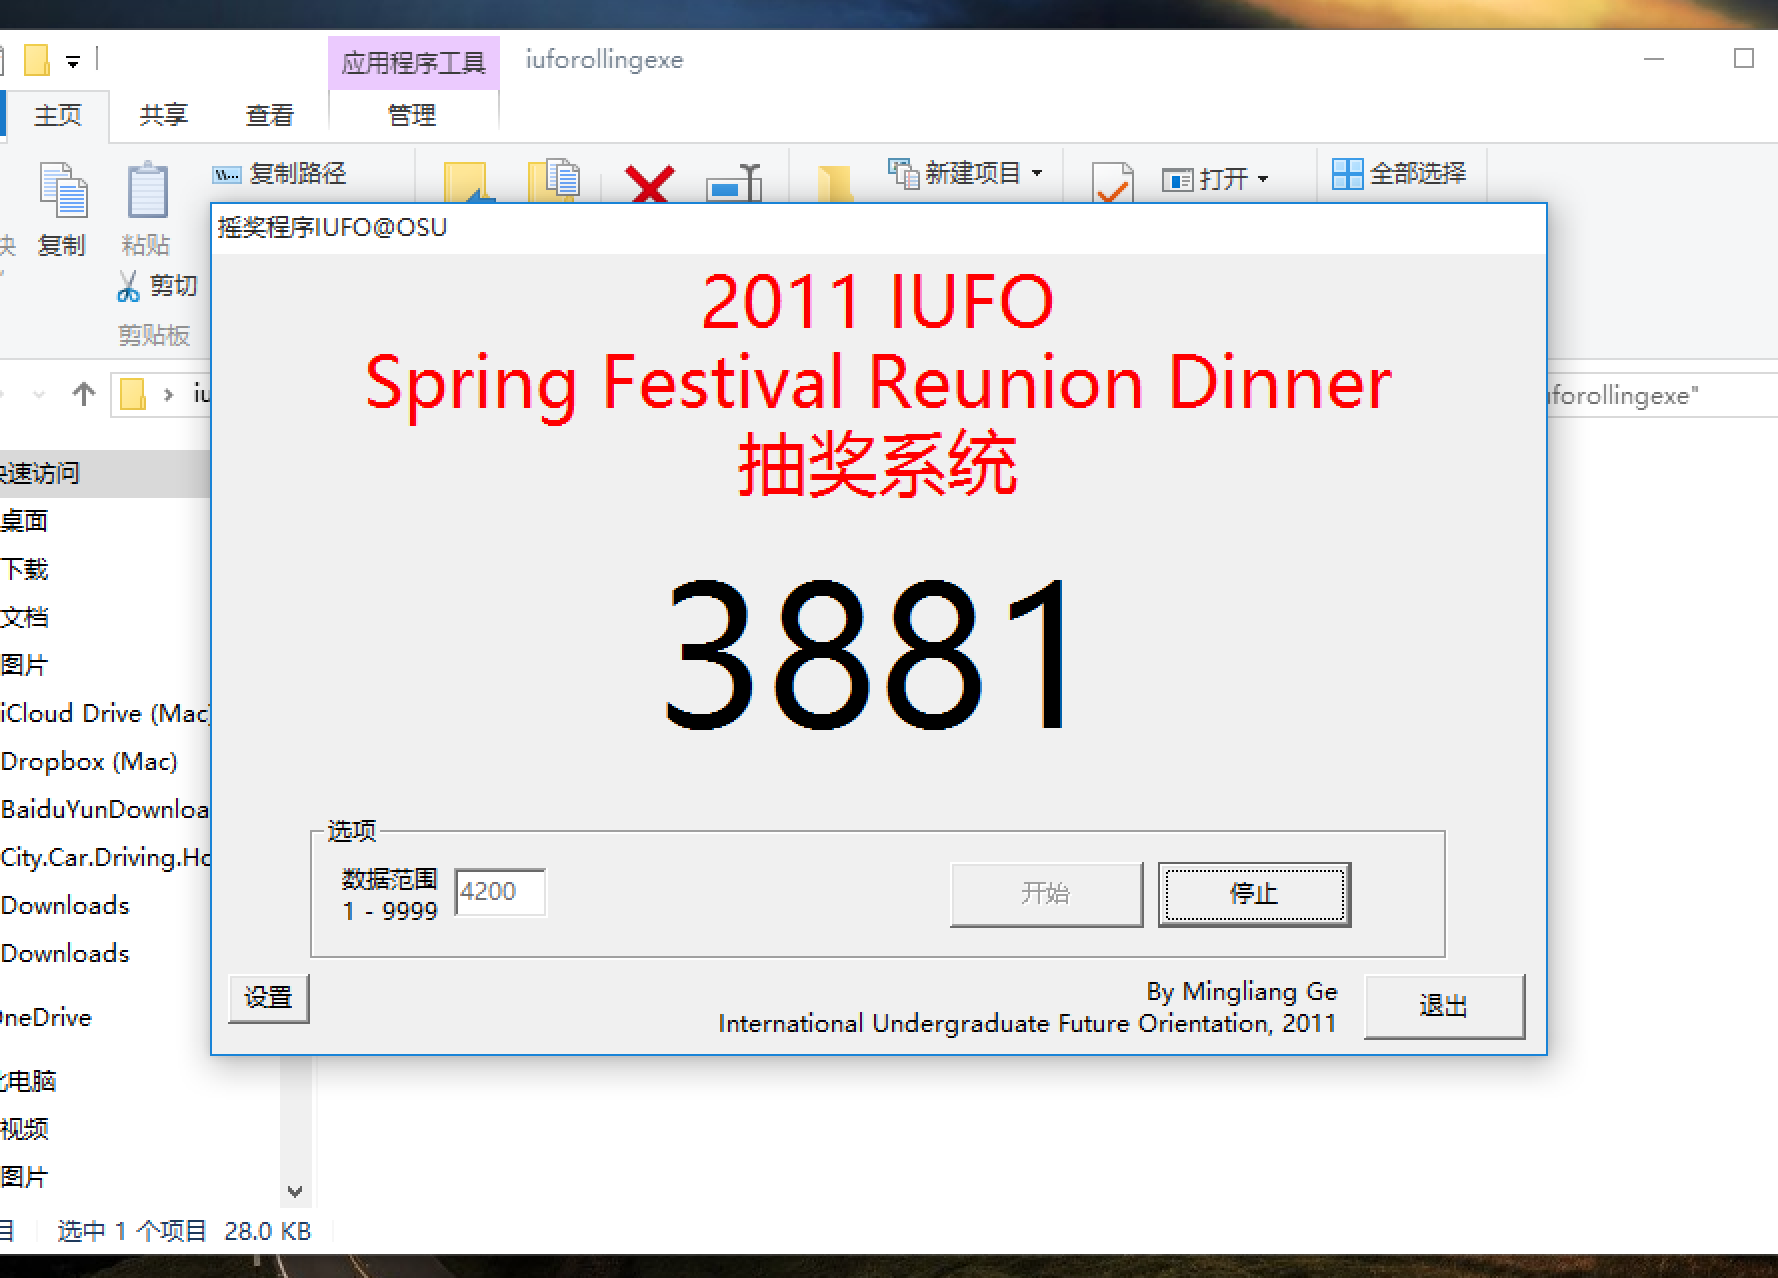 应用程序工具
iuforollingexe
主页
共享
查看
管理
复制
粘贴
复制路径
剪切
剪贴板
新建项目
打开
全部选择
摇奖程序IUFO@OSU
2011 IUFO
Spring Festival Reunion Dinner
抽奖系统
3881
选项
数据范围
1 - 9999
4200
开始
停止
设置
By Mingliang Ge
International Undergraduate Future Orientation, 2011
退出
iu
uforollingexe"
快速访问
桌面
下载
文档
图片
iCloud Drive (Mac)
Dropbox (Mac)
BaiduYunDownloa
City.Car.Driving.Ho
Downloads
Downloads
OneDrive
此电脑
视频
图片
选中 1 个项目 28.0 KB